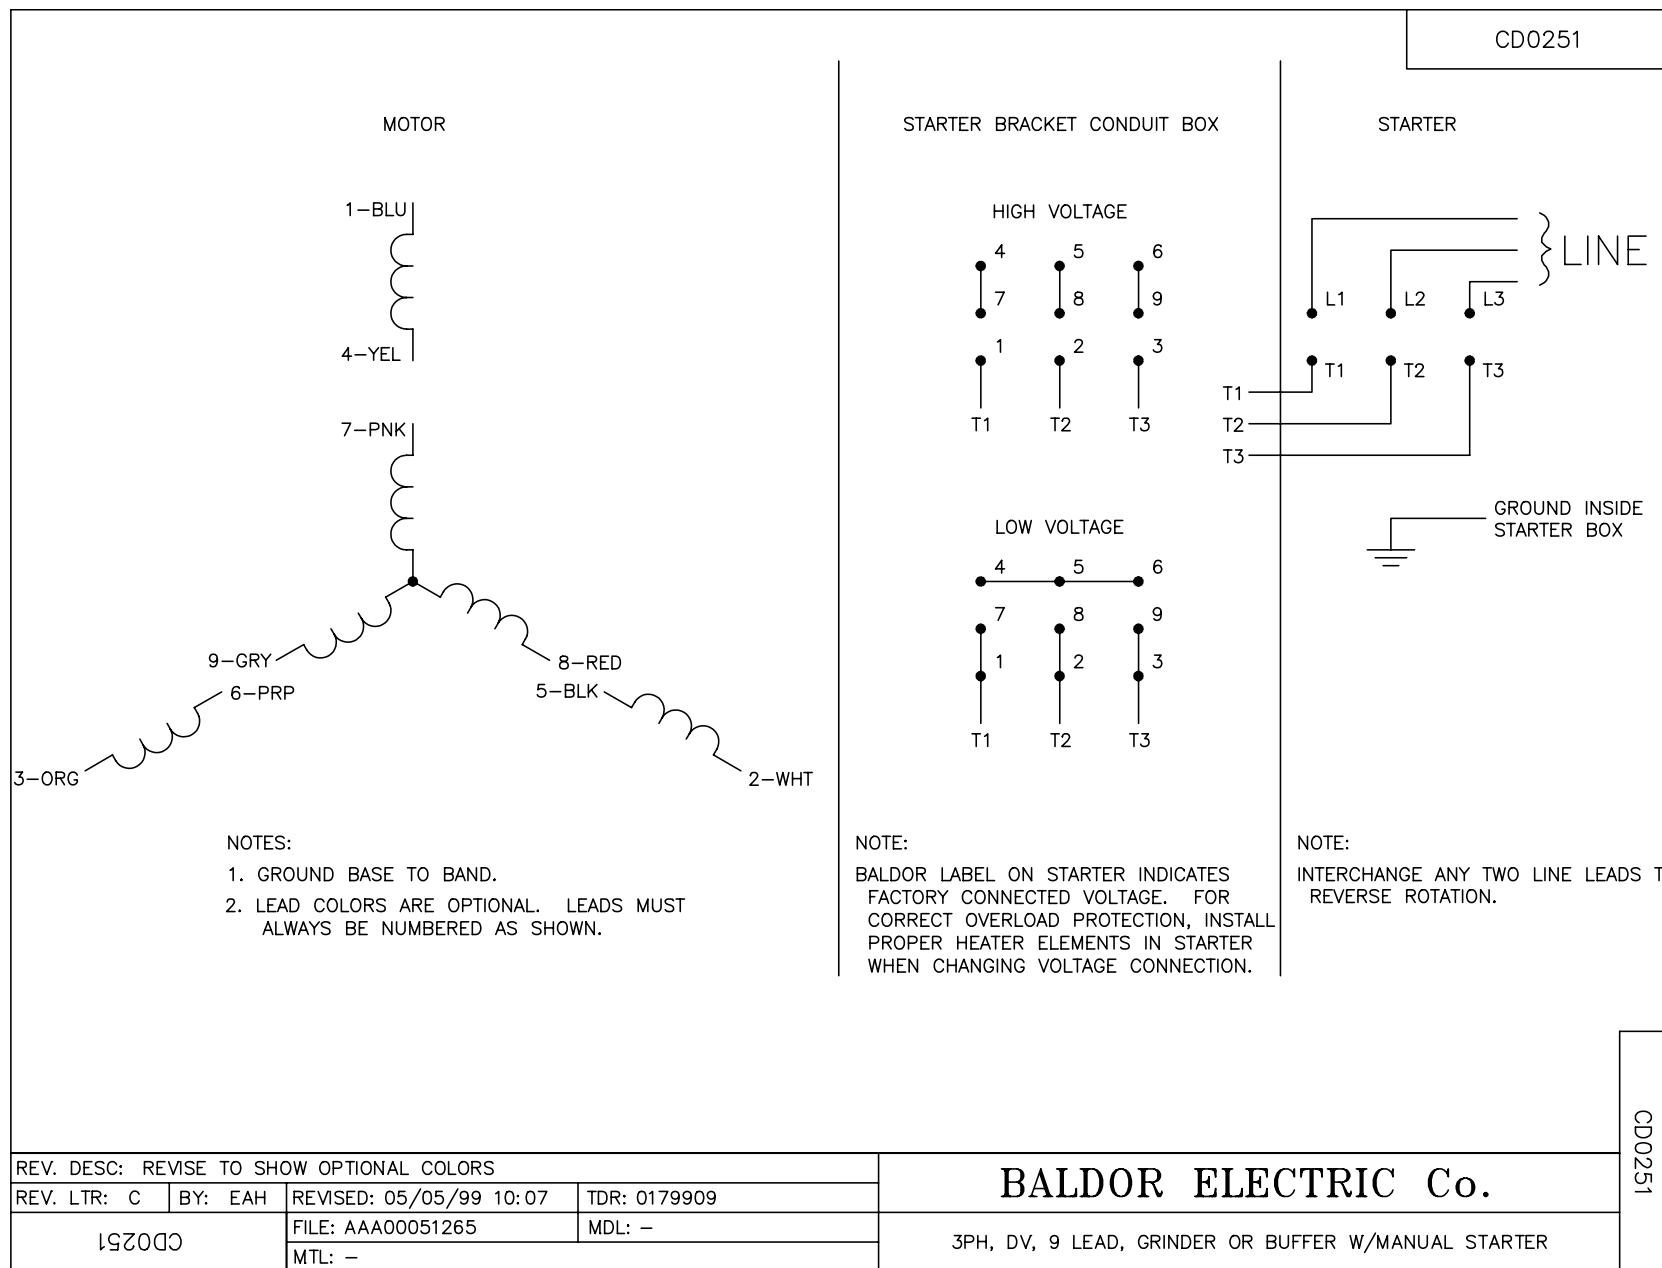 CD0251
MOTOR
1-BLU
4-YEL
7-PNK
9-GRY
8-RED
6-PRP
5-BLK
3-ORG
2-WHT
NOTES:
1. GROUND BASE TO BAND.
2. LEAD COLORS ARE OPTIONAL. LEADS MUST
ALWAYS BE NUMBERED AS SHOWN.
STARTER BRACKET CONDUIT BOX
HIGH VOLTAGE
4 5 6
7 8 9
1 2 3
T1 T2 T3
LOW VOLTAGE
4 5 6
7 8 9
1 2 3
T1 T2 T3
NOTE:
BALDOR LABEL ON STARTER INDICATES
FACTORY CONNECTED VOLTAGE. FOR
CORRECT OVERLOAD PROTECTION, INSTALL
PROPER HEATER ELEMENTS IN STARTER
WHEN CHANGING VOLTAGE CONNECTION.
STARTER
LINE
L1 L2 L3
T1 T2 T3
T1
T2
T3
GROUND INSIDE
STARTER BOX
NOTE:
INTERCHANGE ANY TWO LINE LEADS T
REVERSE ROTATION.
CD0251
REV. DESC: REVISE TO SHOW OPTIONAL COLORS
REV. LTR: C BY: EAH REVISED: 05/05/99 10:07 TDR: 0179909
CD0251
FILE: AAA00051265 MDL: -
MTL: -
BALDOR ELECTRIC Co.
3PH, DV, 9 LEAD, GRINDER OR BUFFER W/MANUAL STARTER